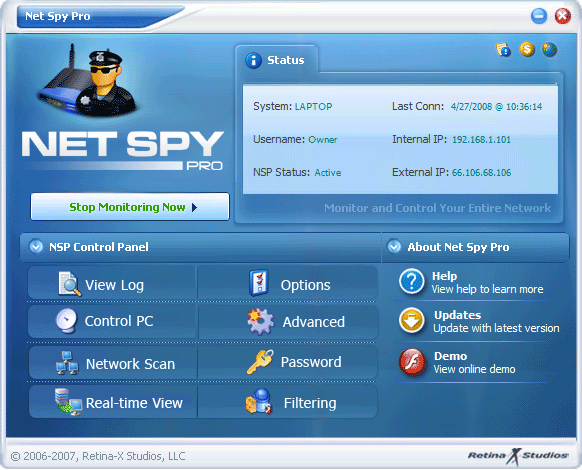 Net Spy Pro
Status
System: LAPTOP
Last Conn: 4/27/2008 @ 10:36:14
Username: Owner
Internal IP: 192.168.1.101
NSP Status: Active
External IP: 66.106.68.106
Monitor and Control Your Entire Network
NET SPY
PRO
Stop Monitoring Now
NSP Control Panel
About Net Spy Pro
View Log
Options
Help
View help to learn more
Control PC
Advanced
Updates
Update with latest version
Network Scan
Password
Demo
View online demo
Real-time View
Filtering
© 2006-2007, Retina-X Studios, LLC
Retina X Studios